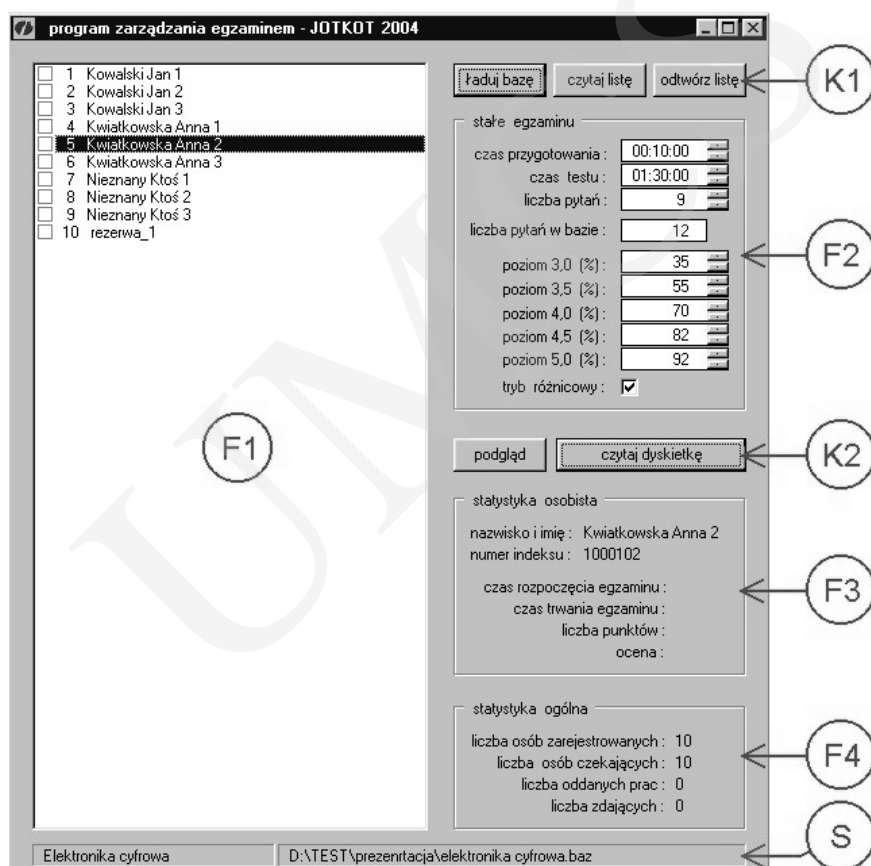 program zarządzania egzaminem - JOTKOT 2004
1 Kowalski Jan 1
2 Kowalski Jan 2
3 Kowalski Jan 3
4 Kwiatkowska Anna 1
5 Kwiatkowska Anna 2
6 Kwiatkowska Anna 3
7 Nieznany Ktoś 1
8 Nieznany Ktoś 2
9 Nieznany Ktoś 3
10 rezerwa_1
F1
ładuj bazę czytaj listę odtwórz listę
K1
stałe egzaminu
czas przygotowania : 00:10:00
czas testu : 01:30:00
liczba pytań : 9
liczba pytań w bazie : 12
F2
poziom 3,0 (%) : 35
poziom 3,5 (%) : 55
poziom 4,0 (%) : 70
poziom 4,5 (%) : 82
poziom 5,0 (%) : 92
tryb różnicowy :
podgląd czytaj dyskietkę
K2
statystyka osobista
nazwisko i imię : Kwiatkowska Anna 2
numer indeksu : 1000102
czas rozpoczęcia egzaminu :
F3
czas trwania egzaminu :
liczba punktów :
ocena :
statystyka ogólna
liczba osób zarejestrowanych : 10
liczba osób czekających : 10
F4
liczba oddanych prac : 0
liczba zdających : 0
Elektronika cyfrowa D:\TEST\prezenrtacja\elektronika cyfrowa.baz
S
UMCS